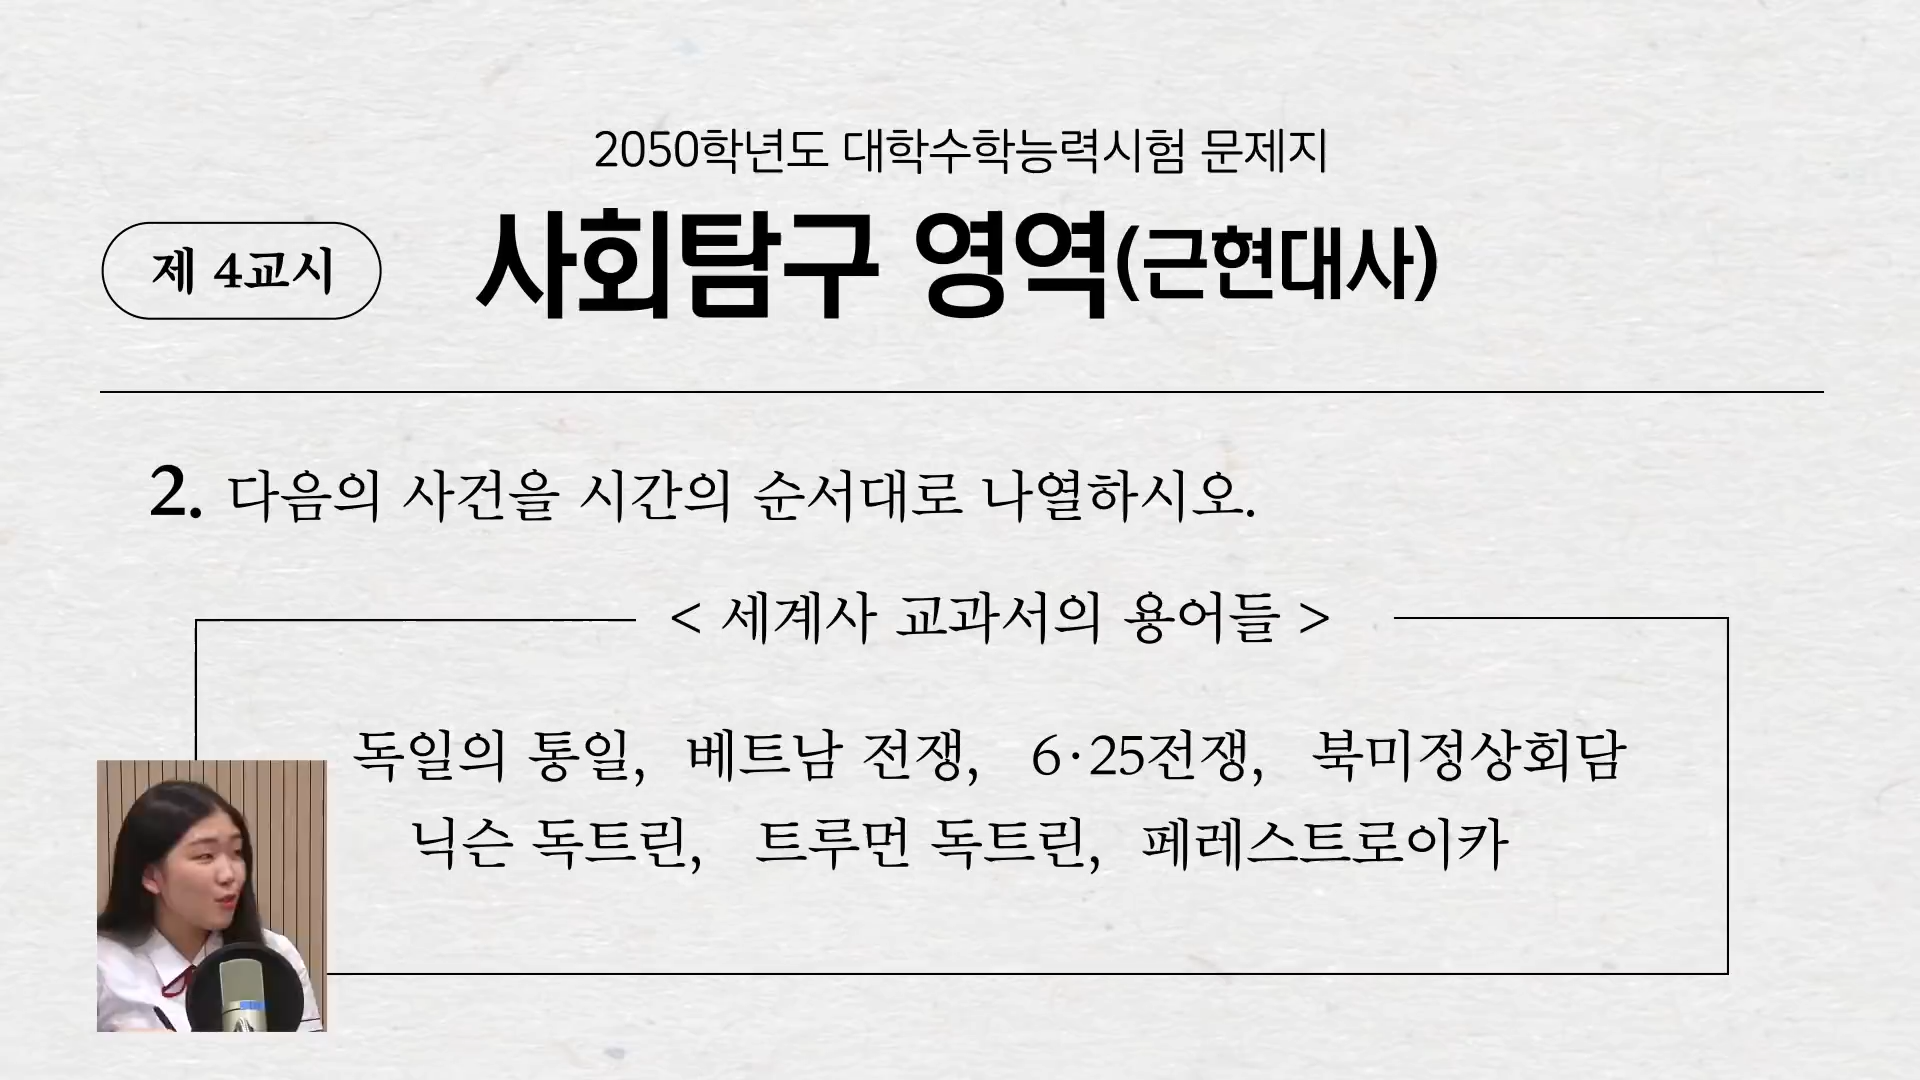 2050학년도 대학수학능력시험 문제지
제 4교시
사회탐구 영역(근현대사)
2. 다음의 사건을 시간의 순서대로 나열하시오.
< 세계사 교과서의 용어들 >
독일의 통일, 베트남 전쟁, 6·25전쟁, 북미정상회담
닉슨 독트린, 트루먼 독트린, 페레스트로이카